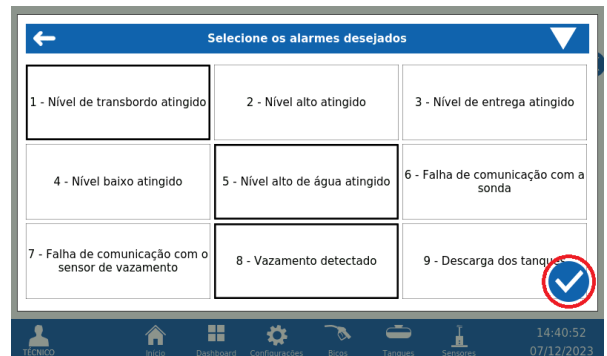 Selecione os alarmes desejados
1 - Nível de transbordo atingido
2 - Nível alto atingido
3 - Nível de entrega atingido
4 - Nível baixo atingido
5 - Nível alto de água atingido
6 - Falha de comunicação com a
sonda
7 - Falha de comunicação com o
sensor de vazamento
8 - Vazamento detectado
9 - Descarga dos tanques
TÉCNICO
Início
Dashboard
Configurações
Bicos
Tanques
Sensores
14:40:52
07/12/2023